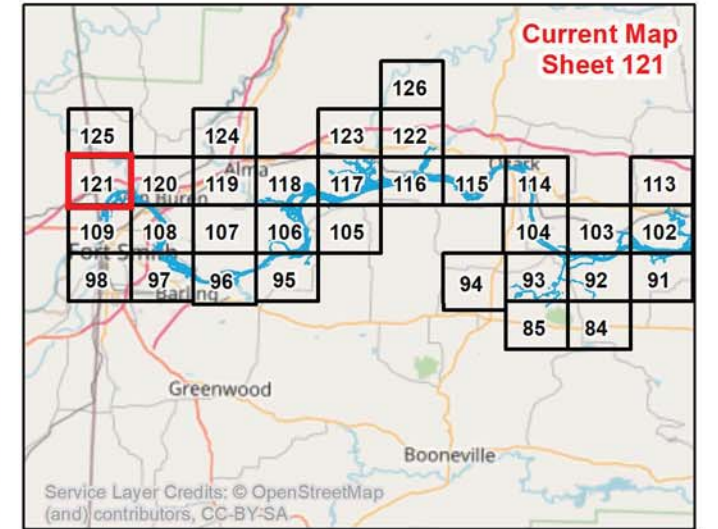 Current Map
Sheet 121
126
125 124 123 122
Alma Ozark
121 120 119 118 117 116 115 114 113
Van Buren
109 108 107 106 105 104 103 102
Fort Smith
98 97 96 95 94 93 92 91
Barling
85 84
Greenwood
Booneville
Service Layer Credits: © OpenStreetMap
(and) contributors, CC-BY-SA